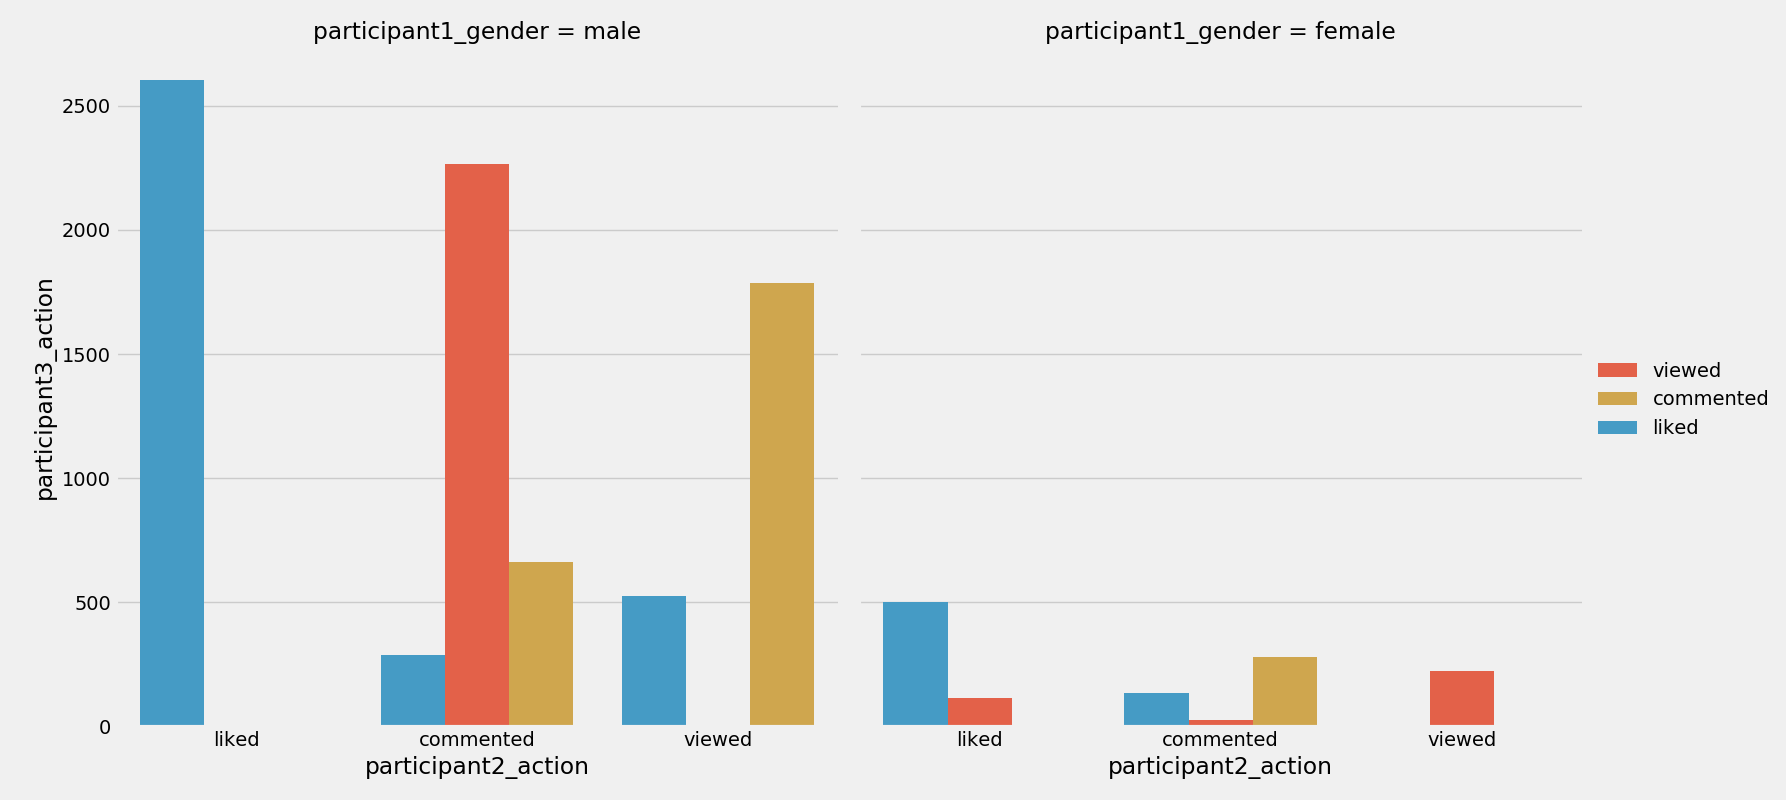 participant1_gender = male
participant1_gender = female
participant3_action
2500
2000
1500
1000
500
0
liked
commented
viewed
participant2_action
liked
commented
viewed
participant2_action
viewed
commented
liked